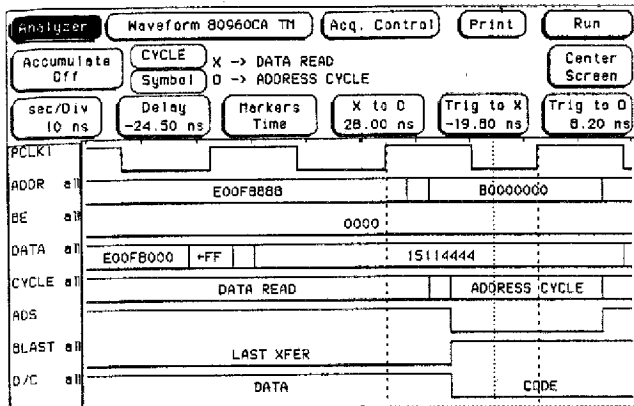 Analyzer Waveform 80960CA TM Acq. Control Print Run
Accumulate Off CYCLE X -> DATA READ Center Screen
Symbol O -> ADDRESS CYCLE
sec/Div 10 ns Delay -24.50 ns Markers Time X to O 28.00 ns Trig to X -19.80 ns Trig to O 8.20 ns
PCLK1
ADDR all E00F8888 B0000000
BE all 0000
DATA all E00FB000 ←FF 15114444
CYCLE all DATA READ ADDRESS CYCLE
ADS
BLAST all LAST XFER
D/C all DATA CODE